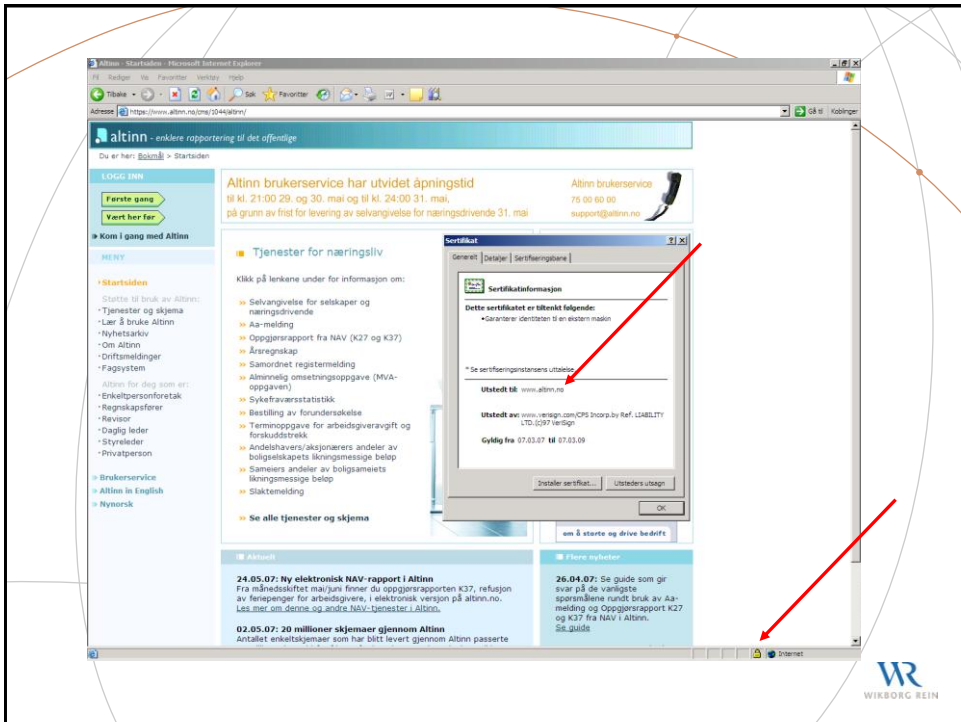 Altinn - Startsiden - Microsoft Internet Explorer
Fil Rediger Vis Favoritter Verktøy Hjelp
Tilbake Søk Favoritter
Adresse https://www.altinn.no/cms/1044/altinn/ Gå til Koblinger
altinn - enklere rapportering til det offentlige
Du er her: Bokmål > Startsiden
LOGG INN
Første gang
Vært her før
Kom i gang med Altinn
MENY
Startsiden
Støtte til bruk av Altinn:
Tjenester og skjema
Lær å bruke Altinn
Nyhetsarkiv
Om Altinn
Driftsmeldinger
Fagsystem
Altinn for deg som er:
Enkeltpersonforetak
Regnskapsfører
Revisor
Daglig leder
Styreleder
Privatperson
Brukerservice
Altinn in English
Nynorsk
Altinn brukerservice har utvidet åpningstid
til kl. 21:00 29. og 30. mai og til kl. 24:00 31. mai,
på grunn av frist for levering av selvangivelse for næringsdrivende 31. mai
Altinn brukerservice
75 00 60 00
support@altinn.no
Tjenester for næringsliv
Klikk på lenkene under for informasjon om:
Selvangivelse for selskaper og
næringsdrivende
Aa-melding
Oppgjørsrapport fra NAV (K27 og K37)
Årsregnskap
Samordnet registermelding
Alminnelig omsetningsoppgave (MVA-
oppgaven)
Sykefraværsstatistikk
Bestilling av forundersøkelse
Terminoppgave for arbeidsgiveravgift og
forskuddstrekk
Andelshavers/aksjonærers andeler av
boligselskapets likningsmessige beløp
Sameiers andeler av boligsameiets
likningsmessige beløp
Slaktemelding
Se alle tjenester og skjema
Sertifikat
Generelt Detaljer Sertifiseringsbane
Sertifikatinformasjon
Dette sertifikatet er tiltenkt følgende:
•Garanterer identiteten til en ekstern maskin
* Se sertifiseringsinstansens uttalelse
Utstedt til: www.altinn.no
Utstedt av: www.verisign.com/CPS Incorp.by Ref. LIABILITY
LTD.(c)97 VeriSign
Gyldig fra 07.03.07 til 07.03.09
Installer sertifikat... Utsteders utsagn
OK
om å starte og drive bedrift
Aktuelt
24.05.07: Ny elektronisk NAV-rapport i Altinn
Fra månedsskiftet mai/juni finner du oppgjørsrapporten K37, refusjon
av feriepenger for arbeidsgivere, i elektronisk versjon på altinn.no.
Les mer om denne og andre NAV-tjenester i Altinn.
02.05.07: 20 millioner skjemaer gjennom Altinn
Antallet enkeltskjemaer som har blitt levert gjennom Altinn passerte
Flere nyheter
26.04.07: Se guide som gir
svar på de vanligste
spørsmålene rundt bruk av Aa-
melding og Oppgjørsrapport K27
og K37 fra NAV i Altinn.
Se guide
Internet
WR
WIKBORG REIN